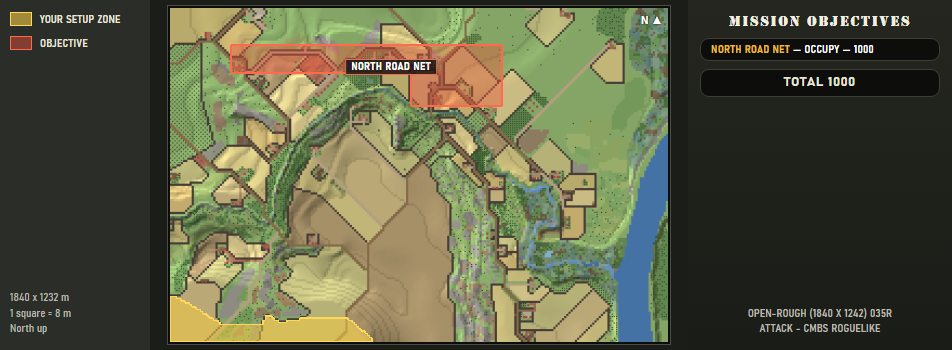 YOUR SETUP ZONE
OBJECTIVE
1840 x 1232 m
1 square = 8 m
North up
N ▲
NORTH ROAD NET
MISSION OBJECTIVES
NORTH ROAD NET — OCCUPY — 1000
TOTAL 1000
OPEN-ROUGH (1840 X 1242) 035R
ATTACK - CMBS ROGUELIKE